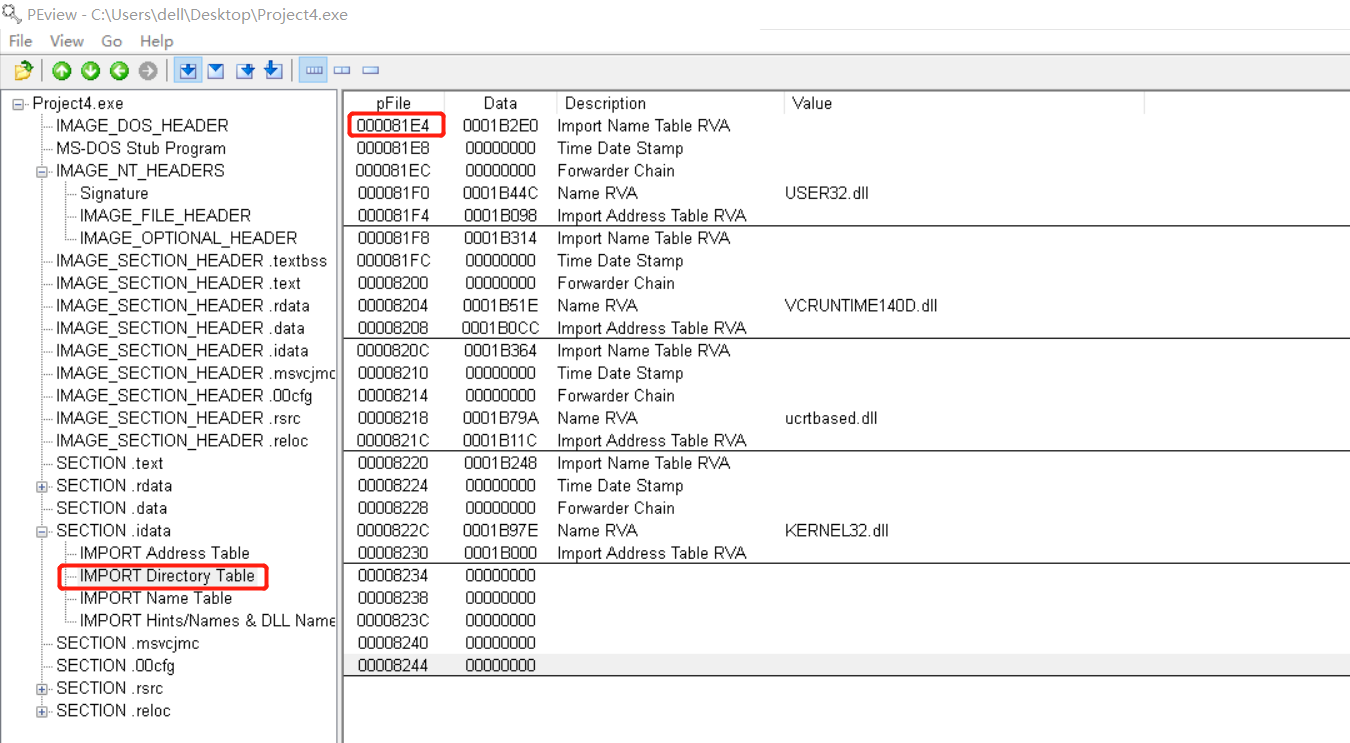 PEview - C:\Users\dell\Desktop\Project4.exe
File View Go Help
Project4.exe
IMAGE_DOS_HEADER
MS-DOS Stub Program
IMAGE_NT_HEADERS
Signature
IMAGE_FILE_HEADER
IMAGE_OPTIONAL_HEADER
IMAGE_SECTION_HEADER .textbss
IMAGE_SECTION_HEADER .text
IMAGE_SECTION_HEADER .rdata
IMAGE_SECTION_HEADER .data
IMAGE_SECTION_HEADER .idata
IMAGE_SECTION_HEADER .msvcjmc
IMAGE_SECTION_HEADER .00cfg
IMAGE_SECTION_HEADER .rsrc
IMAGE_SECTION_HEADER .reloc
SECTION .text
SECTION .rdata
SECTION .data
SECTION .idata
IMPORT Address Table
IMPORT Directory Table
IMPORT Name Table
IMPORT Hints/Names & DLL Name
SECTION .msvcjmc
SECTION .00cfg
SECTION .rsrc
SECTION .reloc
pFile Data Description Value
000081E4 0001B2E0 Import Name Table RVA
000081E8 00000000 Time Date Stamp
000081EC 00000000 Forwarder Chain
000081F0 0001B44C Name RVA USER32.dll
000081F4 0001B098 Import Address Table RVA
000081F8 0001B314 Import Name Table RVA
000081FC 00000000 Time Date Stamp
00008200 00000000 Forwarder Chain
00008204 0001B51E Name RVA VCRUNTIME140D.dll
00008208 0001B0CC Import Address Table RVA
0000820C 0001B364 Import Name Table RVA
00008210 00000000 Time Date Stamp
00008214 00000000 Forwarder Chain
00008218 0001B79A Name RVA ucrtbased.dll
0000821C 0001B11C Import Address Table RVA
00008220 0001B248 Import Name Table RVA
00008224 00000000 Time Date Stamp
00008228 00000000 Forwarder Chain
0000822C 0001B97E Name RVA KERNEL32.dll
00008230 0001B000 Import Address Table RVA
00008234 00000000
00008238 00000000
0000823C 00000000
00008240 00000000
00008244 00000000